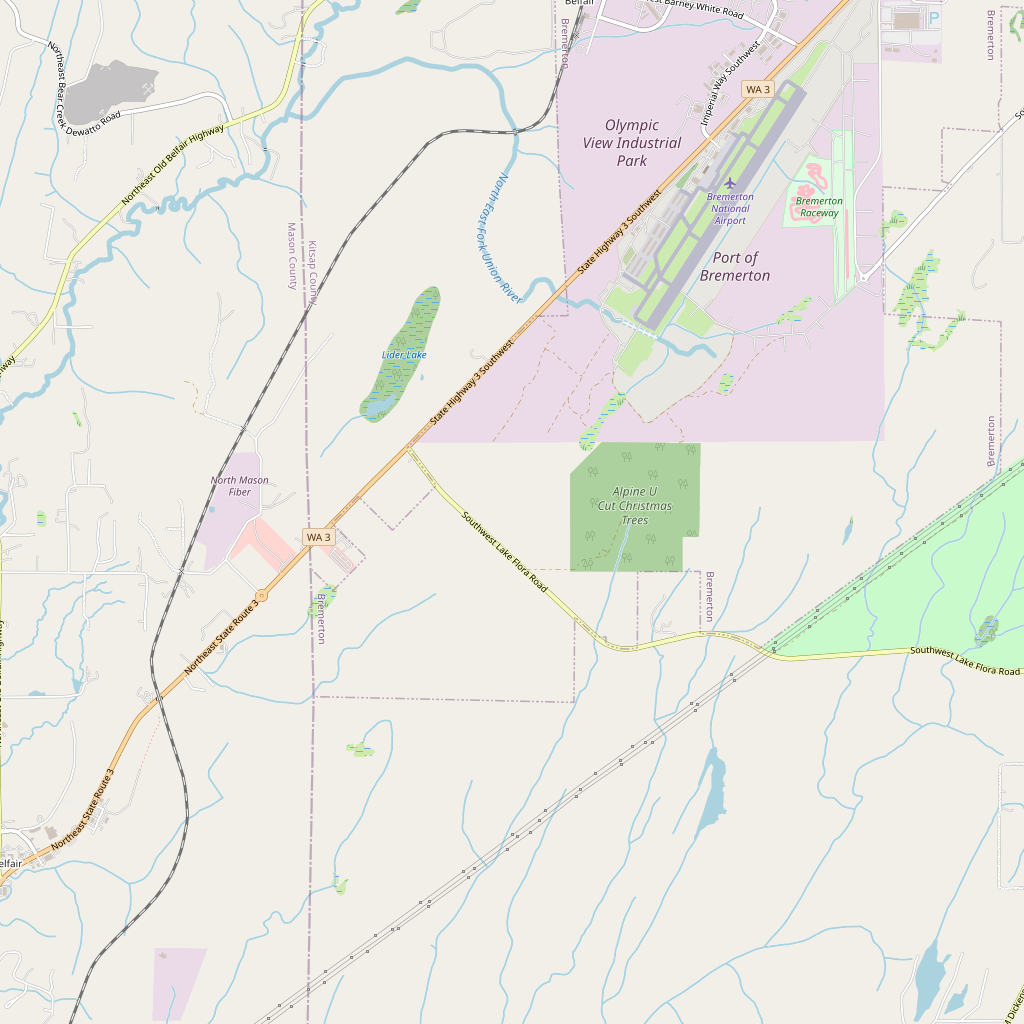 Belfair
West Barney White Road
Bremerton
P
Bremerton
Northeast Bear Creek Dewatto Road
Northeast Old Belfair Highway
WA 3
Imperial Way Southwest
Olympic
View Industrial
Park
North East Fork Union River
State Highway 3 Southwest
Bremerton
National
Airport
Bremerton
Raceway
Port of
Bremerton
Mason County
Kitsap County
Lider Lake
State Highway 3 Southwest
Bremerton
North Mason
Fiber
Alpine U
Cut Christmas
Trees
WA 3
Southwest Lake Flora Road
Bremerton
Bremerton
Northeast State Route 3
Southwest Lake Flora Road
Northeast State Route 3
elfair